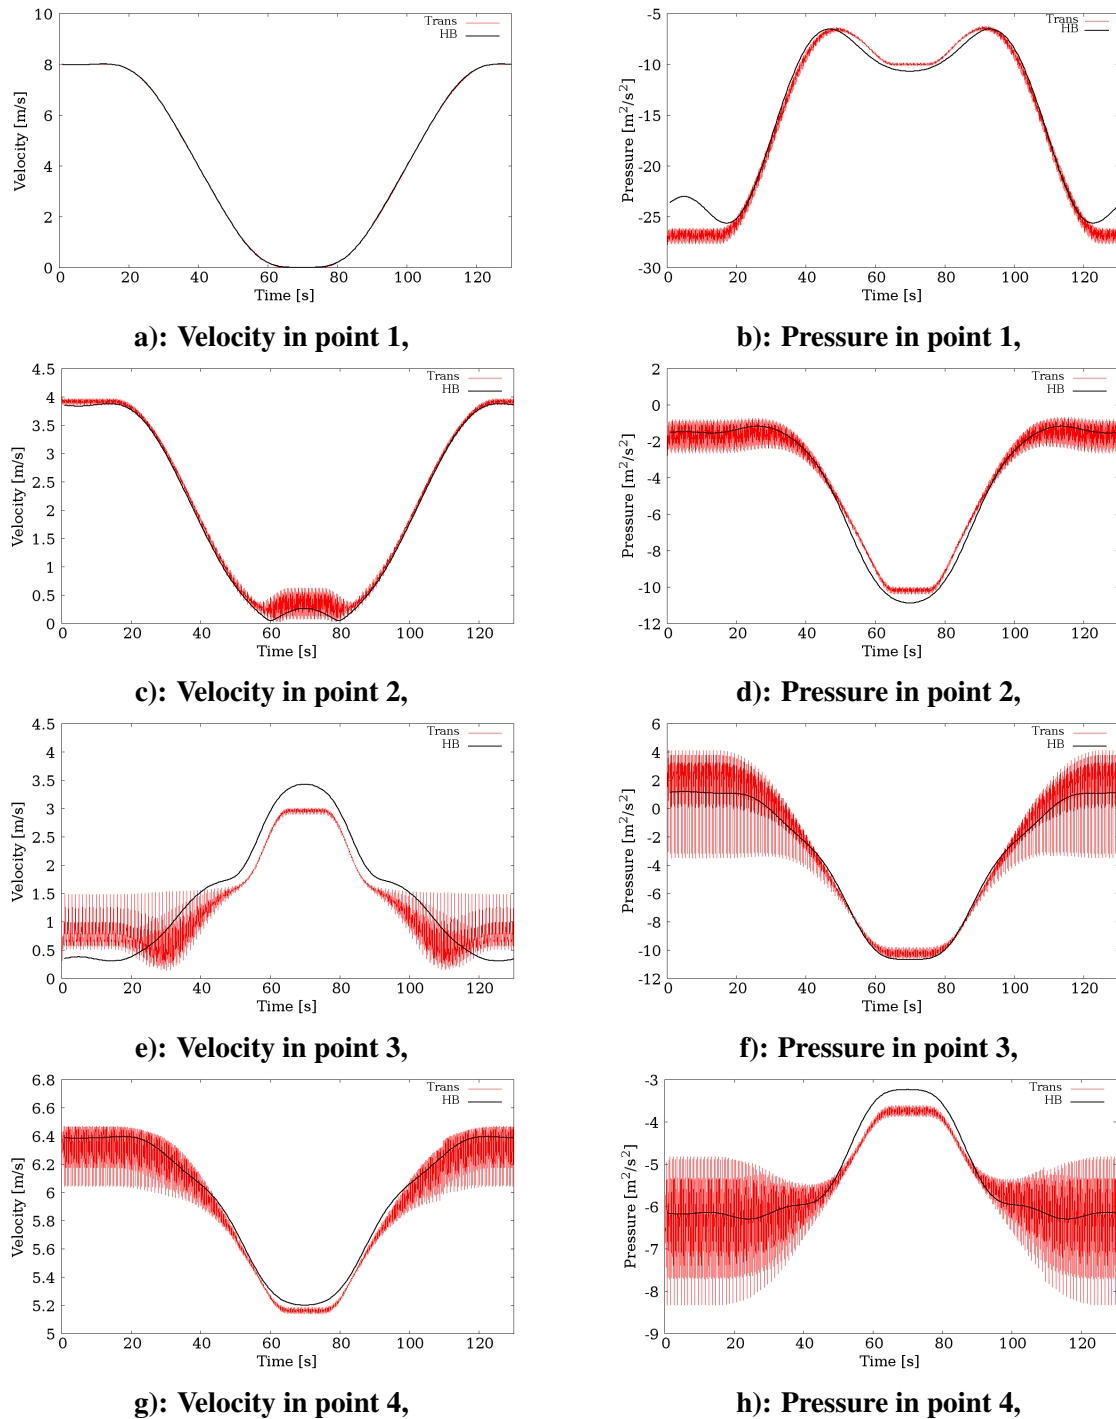 Trans
HB
Velocity [m/s]
10
8
6
4
2
0
0 20 40 60 80 100 120
Time [s]
a): Velocity in point 1,
Trans
HB
Pressure [m²/s²]
-5
-10
-15
-20
-25
-30
0 20 40 60 80 100 120
Time [s]
b): Pressure in point 1,
Trans
HB
Velocity [m/s]
4.5
4
3.5
3
2.5
2
1.5
1
0.5
0
0 20 40 60 80 100 120
Time [s]
c): Velocity in point 2,
Trans
HB
Pressure [m²/s²]
2
0
-2
-4
-6
-8
-10
-12
0 20 40 60 80 100 120
Time [s]
d): Pressure in point 2,
Trans
HB
Velocity [m/s]
4.5
4
3.5
3
2.5
2
1.5
1
0.5
0
0 20 40 60 80 100 120
Time [s]
e): Velocity in point 3,
Trans
HB
Pressure [m²/s²]
6
4
2
0
-2
-4
-6
-8
-10
-12
0 20 40 60 80 100 120
Time [s]
f): Pressure in point 3,
Trans
HB
Velocity [m/s]
6.8
6.6
6.4
6.2
6
5.8
5.6
5.4
5.2
5
0 20 40 60 80 100 120
Time [s]
g): Velocity in point 4,
Trans
HB
Pressure [m²/s²]
-3
-4
-5
-6
-7
-8
-9
0 20 40 60 80 100 120
Time [s]
h): Pressure in point 4,